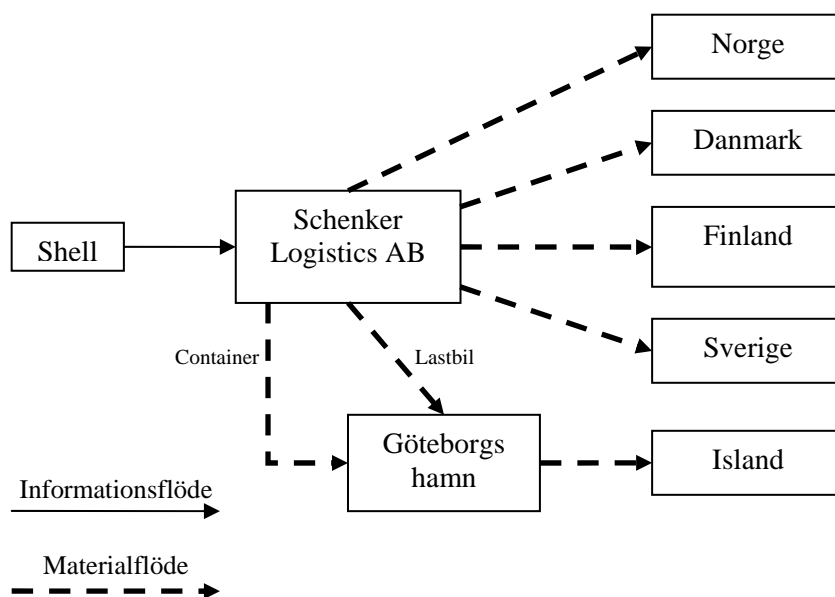 Norge
Danmark
Schenker
Logistics AB
Shell
Finland
Container
Lastbil
Sverige
Göteborgs
hamn
Island
Informationsflöde
Materialflöde